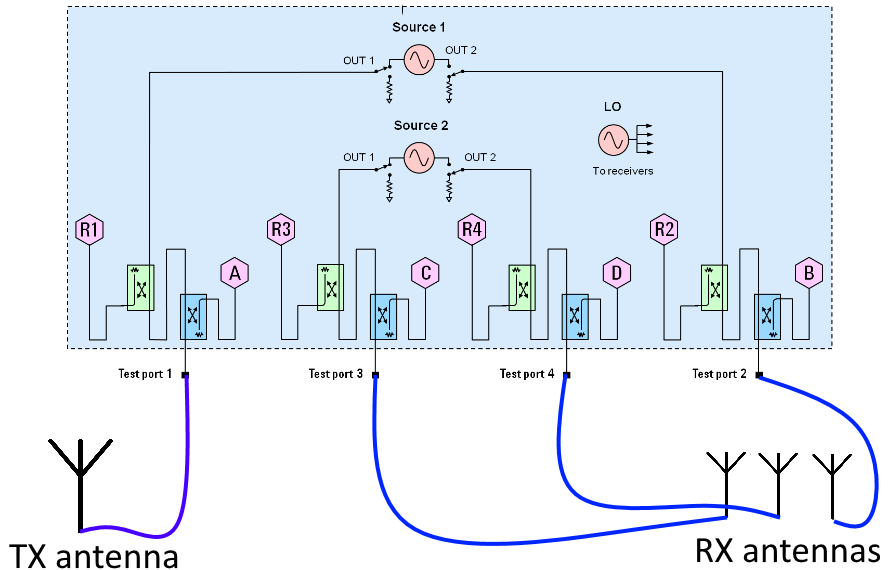 Source 1
OUT 1
OUT 2
Source 2
LO
OUT 1
OUT 2
To receivers
R1
R3
R4
R2
A
C
D
B
Test port 1
Test port 3
Test port 4
Test port 2
TX antenna
RX antennas